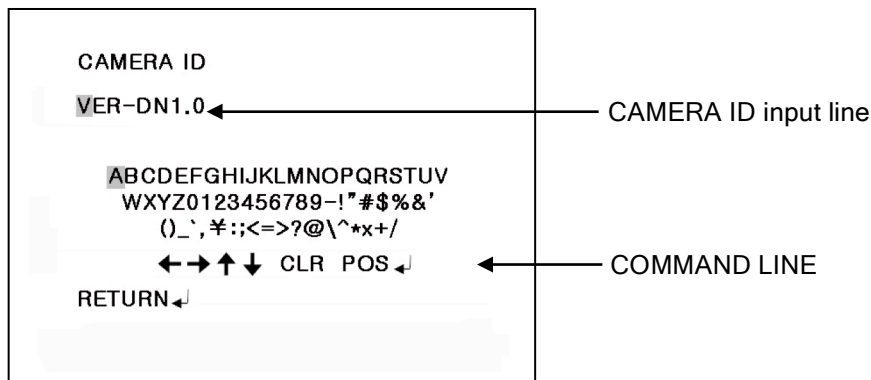 CAMERA ID
VER-DN1.0
CAMERA ID input line
ABCDEFGHIJKLMNOPQRSTUV
WXYZ0123456789-!"#$%&'
()_`,¥:;<=>?@\^*x+/
←→↑↓ CLR POS↲
COMMAND LINE
RETURN↲